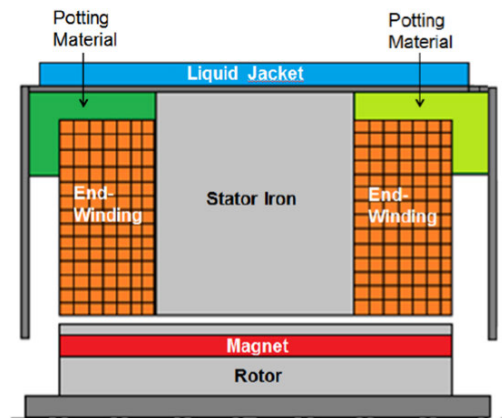 Potting
Material
Potting
Material
Liquid Jacket
End-
Winding
Stator Iron
End-
Winding
Magnet
Rotor